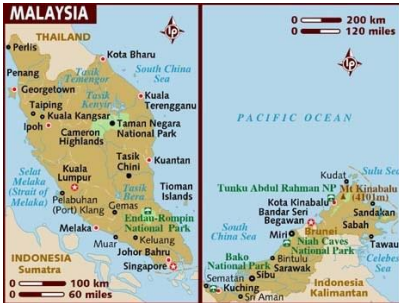 MALAYSIA
THAILAND
Perlis
Kota Bharu
Penang
Tasik
Temengor
South China
Sea
Georgetown
Tasik
Kenyir
Kuala
Terengganu
Taiping
Kuala Kangsar
Ipoh
Taman Negara
National Park
Cameron
Highlands
Tasik
Chini
Kuantan
Kuala
Lumpur
Selat
Melaka
(Strait of
Melaka)
Tasik
Bera
Tioman
Islands
Pelabuhan
(Port) Klang
Gemas
Endau-Rompin
National Park
Melaka
Muar
Keluang
Johor Bahru
INDONESIA
Sumatra
Singapore
0 100 km
0 60 miles
lp
0 200 km
0 120 miles
lp
PACIFIC OCEAN
Kudat
Sulu Sea
Tunku Abdul Rahman NP
Mt Kinabalu
(4101m)
Kota Kinabalu
Bandar Seri
Begawan
Sandakan
Sabah
South
China Sea
Brunei
Miri
Tawau
Niah Caves
National Park
Celebes
Sea
Bako
National Park
Bintulu
Sibu
Sarawak
Sematan
Kuching
Sri Aman
INDONESIA
Kalimantan